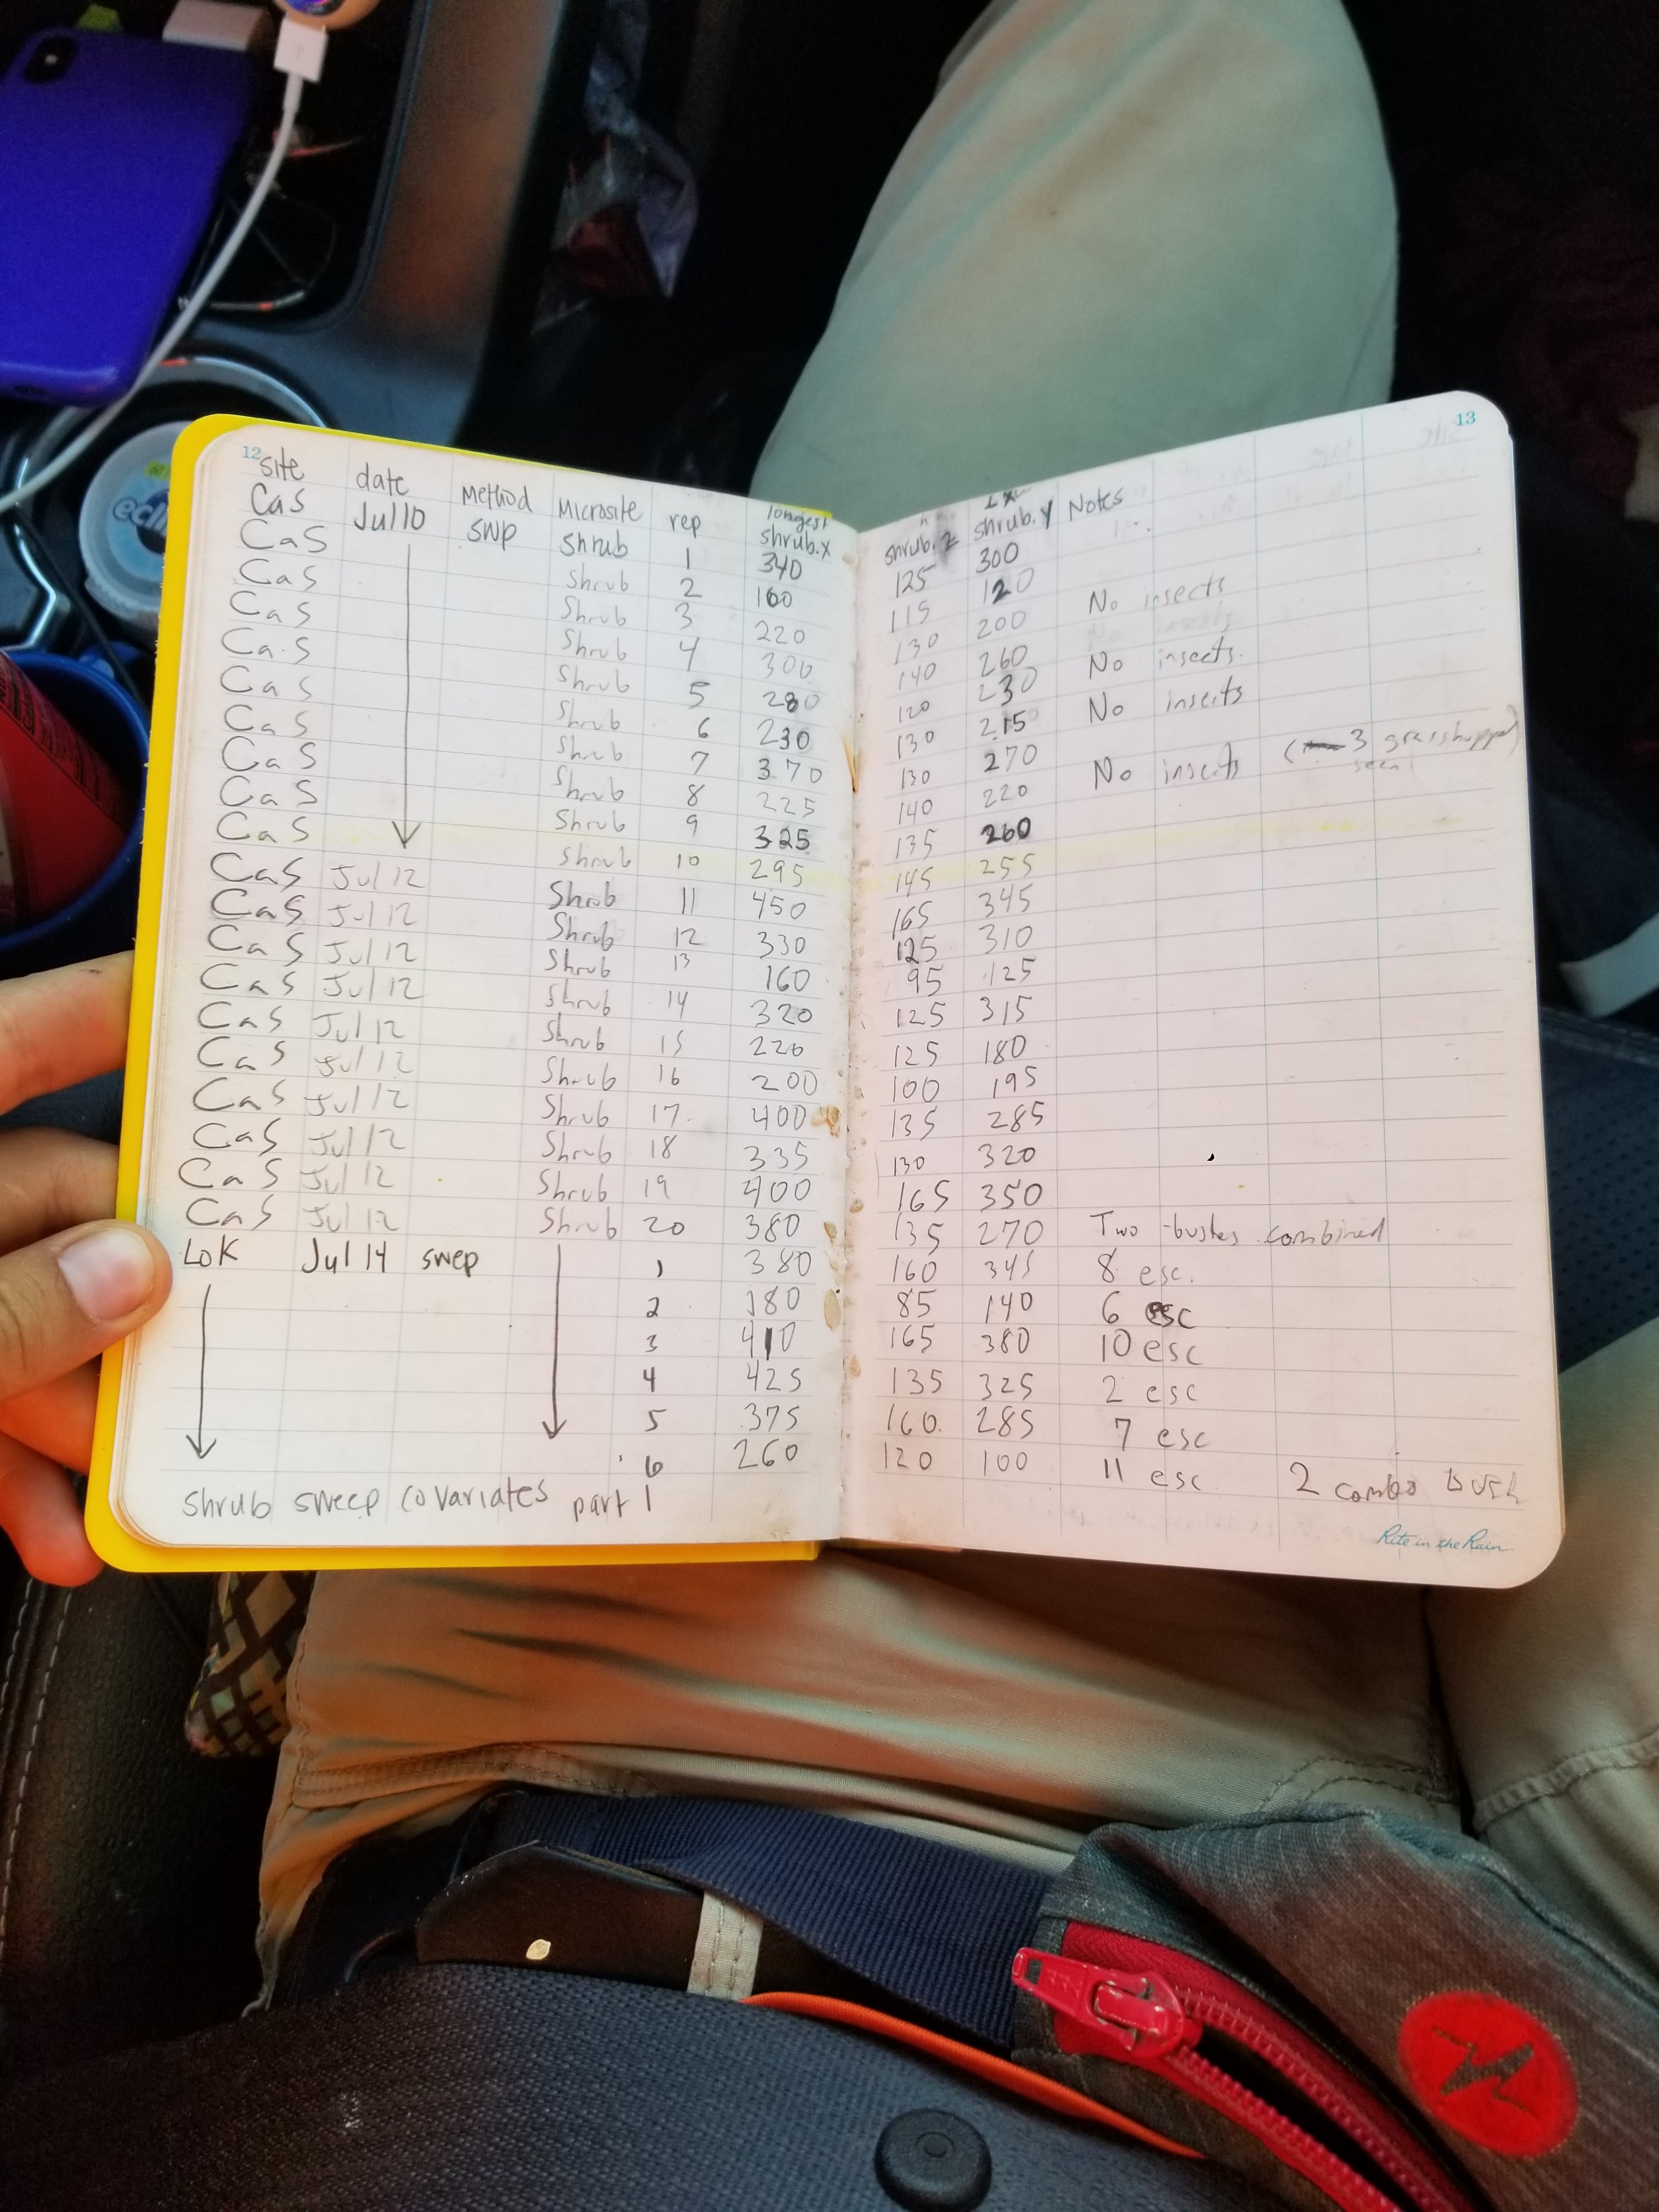 12 13
site date Method Microsite rep longest shrub.x shrub.z shrub.y Notes
CaS Jul 10 swp shrub 1 340 125 300
CaS shrub 2 160 115 120 No insects
CaS Shrub 3 220 130 200
CaS Shrub 4 300 140 260 No insects.
CaS Shrub 5 280 120 230 No insects
CaS Shrub 6 230 130 215
CaS Shrub 7 370 130 270 No insects (3 grasshopper seen)
CaS Shrub 8 225 140 220
CaS Shrub 9 325 135 260
CaS Shrub 10 295 145 255
CaS Jul 12 Shrub 11 450 165 345
CaS Jul 12 Shrub 12 330 125 310
CaS Jul 12 Shrub 13 160 95 125
CaS Jul 12 Shrub 14 320 125 315
CaS Jul 12 Shrub 15 220 125 180
CaS Jul 12 Shrub 16 200 100 195
CaS Jul 12 Shrub 17 400 135 285
CaS Jul 12 Shrub 18 335 130 320
CaS Jul 12 Shrub 19 400 165 350
CaS Jul 12 Shrub 20 380 135 270 Two bushes combined
LoK Jul 14 swep 1 380 160 345 8 esc.
2 180 85 140 6 esc
3 410 165 380 10 esc
4 425 135 325 2 esc
5 375 160 285 7 esc
6 260 120 100 11 esc 2 combo bush
shrub sweep covariates part 1
Rite in the Rain